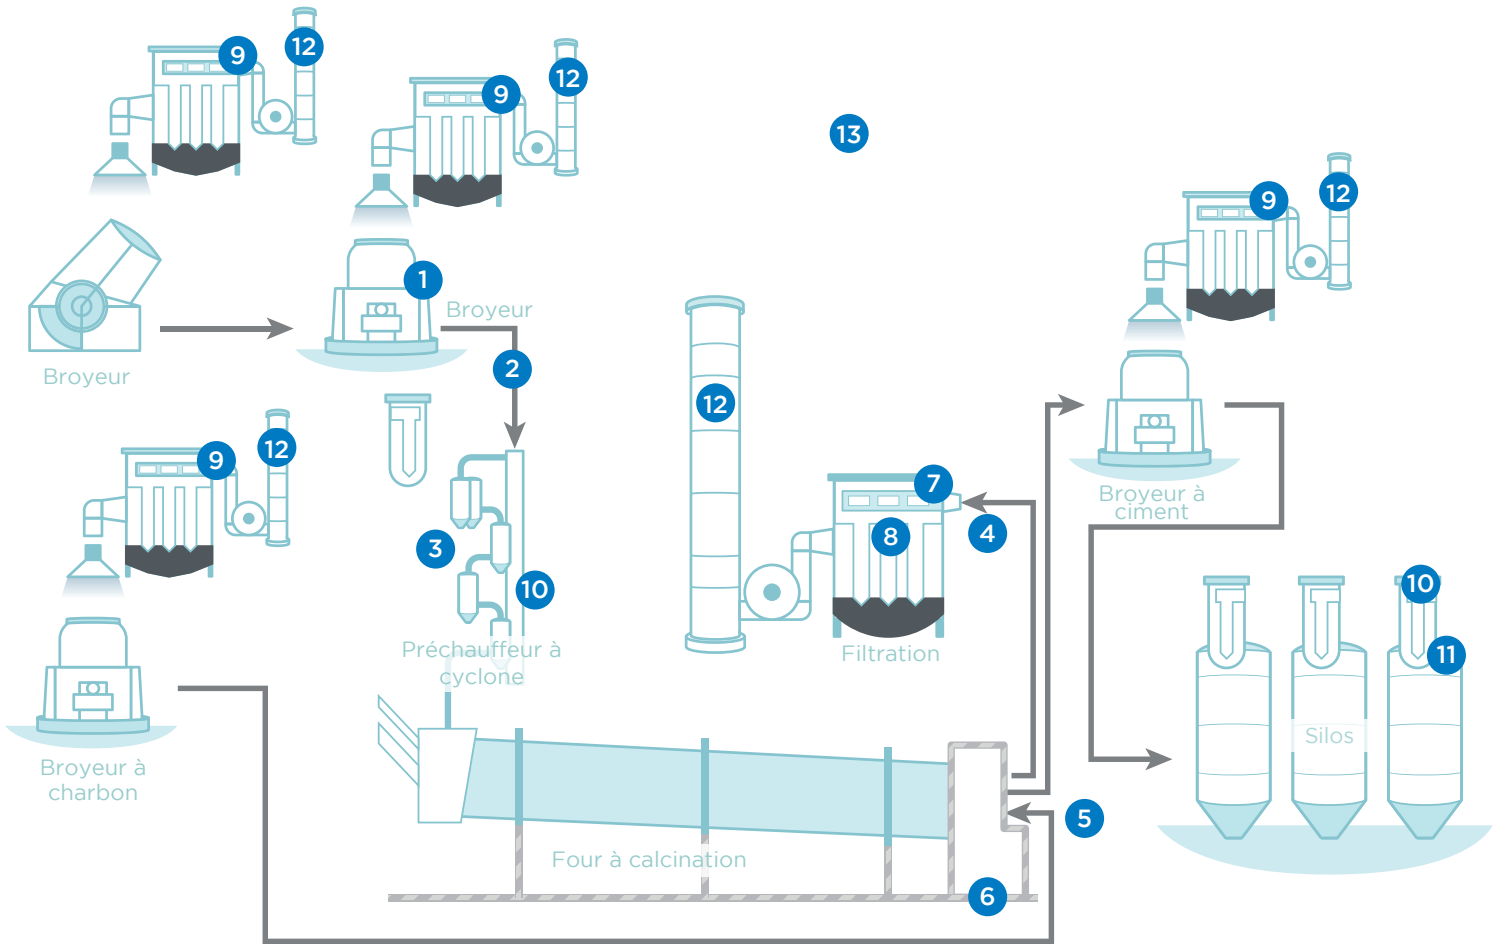 9
12
9
12
13
9
12
1
Broyeur
2
Broyeur
12
9
12
7
4
8
3
10
Préchauffeur à
cyclone
Filtration
Broyeur à
ciment
10
11
Silos
Broyeur à
charbon
5
Four à calcination
6